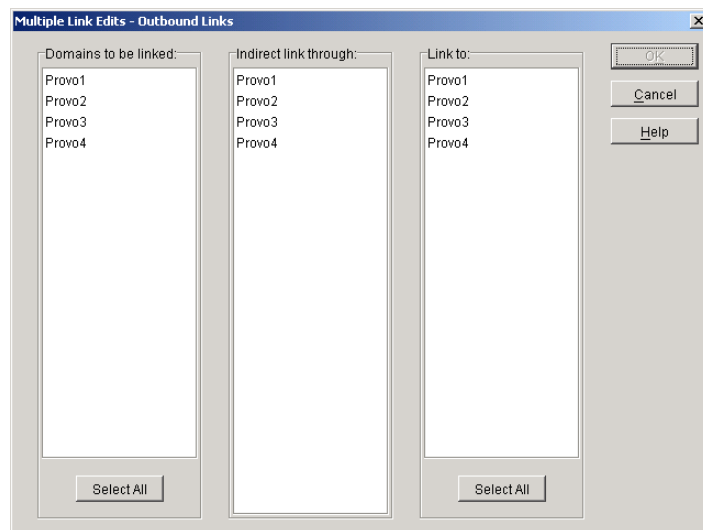 Multiple Link Edits - Outbound Links
Domains to be linked:
Provo1
Provo2
Provo3
Provo4
Select All
Indirect link through:
Provo1
Provo2
Provo3
Provo4
Link to:
Provo1
Provo2
Provo3
Provo4
Select All
OK
Cancel
Help